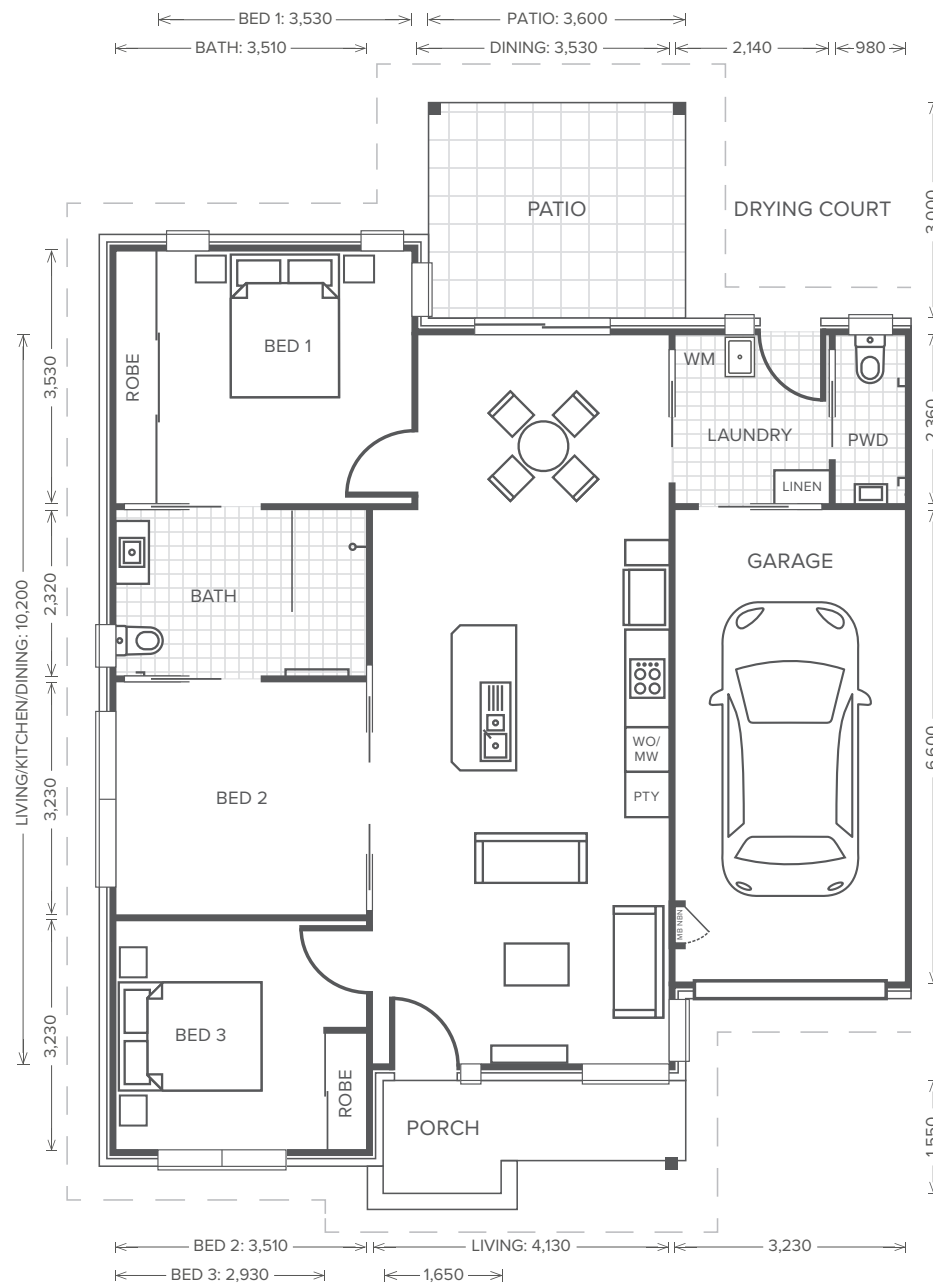 BED 1: 3,530
PATIO: 3,600
BATH: 3,510
DINING: 3,530
2,140
980
3,000
PATIO
DRYING COURT
BED 1
ROBE
3,530
WM
2,360
LAUNDRY
PWD
LINEN
GARAGE
BATH
2,320
LIVING/KITCHEN/DINING: 10,200
WO/
MW
6,600
PTY
BED 2
3,230
MB NBN
BED 3
3,230
ROBE
PORCH
1,550
BED 2: 3,510
LIVING: 4,130
3,230
BED 3: 2,930
1,650